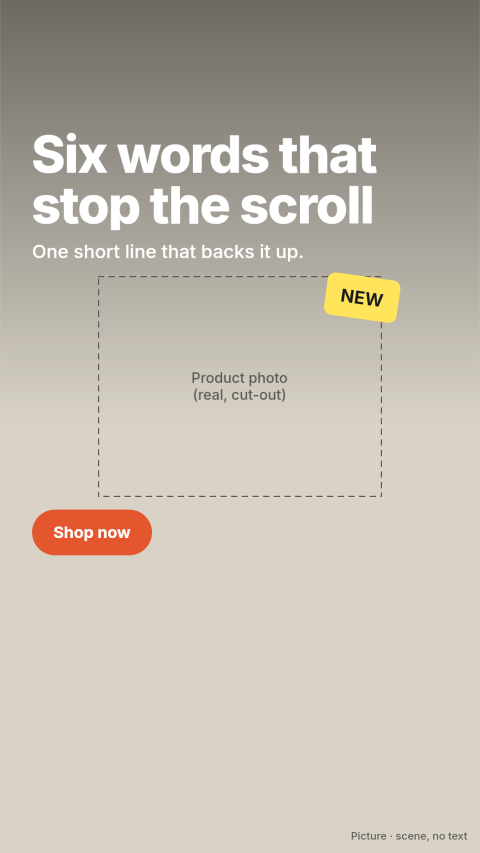 Six words that
stop the scroll
One short line that backs it up.
NEW
Product photo
(real, cut-out)
Shop now
Picture · scene, no text